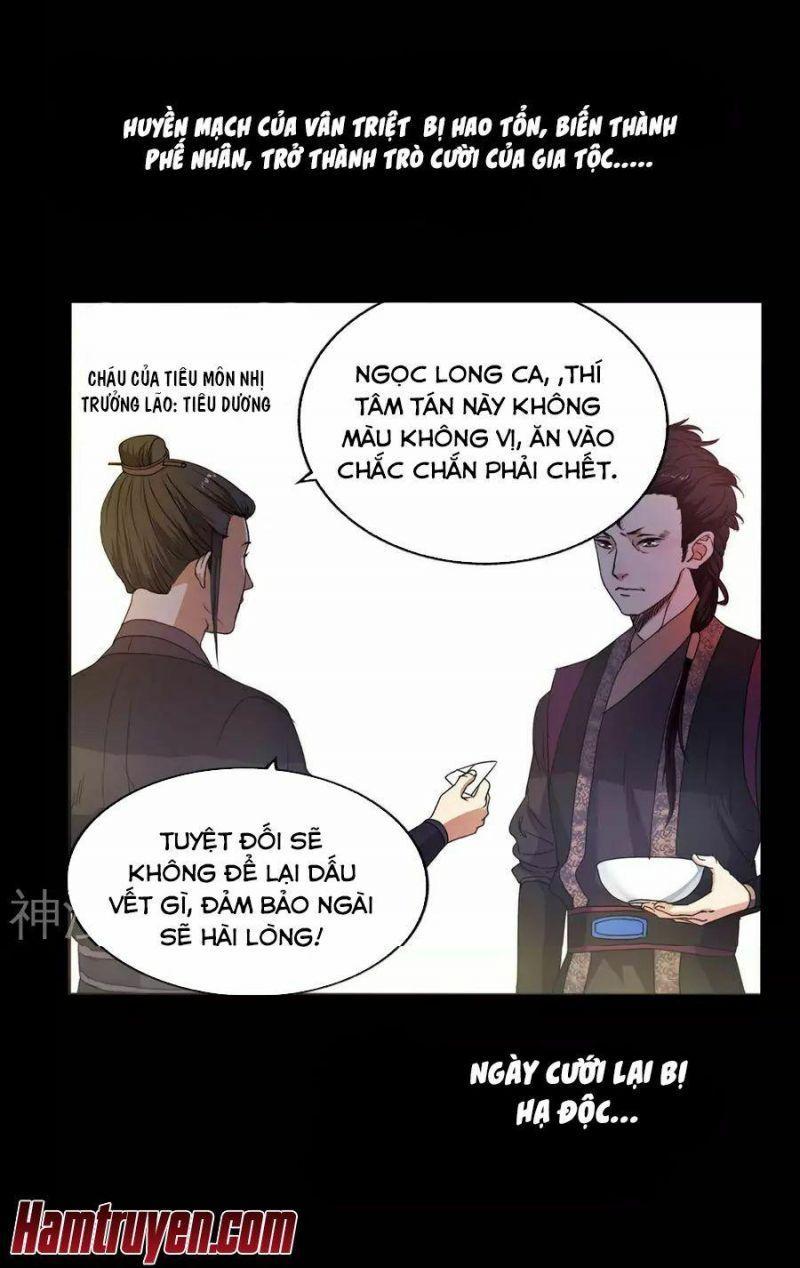 HUYỀN MẠCH CỦA VÂN TRIỆT BỊ HAO TỔN, BIẾN THÀNH
PHẾ NHÂN, TRỞ THÀNH TRÒ CƯỜI CỦA GIA TỘC.....
CHÁU CỦA TIÊU MÔN NHỊ
TRƯỞNG LÃO: TIÊU DƯƠNG
NGỌC LONG CA, ,THÍ
TÂM TÁN NÀY KHÔNG
MÀU KHÔNG VỊ, ĂN VÀO
CHẮC CHẮN PHẢI CHẾT.
TUYỆT ĐỐI SẼ
KHÔNG ĐỂ LẠI DẤU
VẾT GÌ, ĐẢM BẢO NGÀI
SẼ HÀI LÒNG!
神
NGÀY CƯỚI LẠI BỊ
HẠ ĐỘC...
Hamtruyen.com